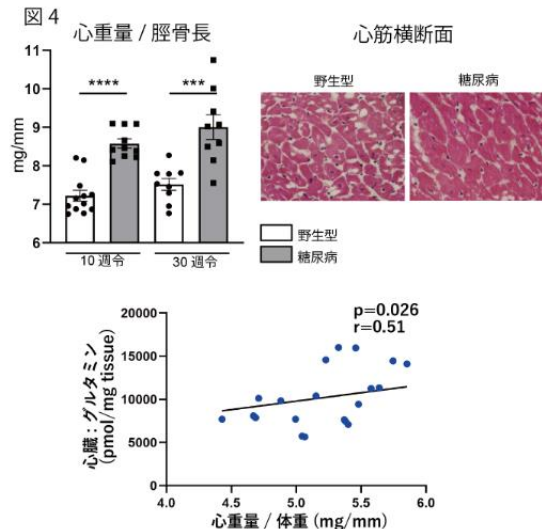 図4
心重量 / 脛骨長
心筋横断面
mg/mm
11
10
9
8
7
6
****
***
10 週令
30 週令
野生型
糖尿病
野生型
糖尿病
p=0.026
r=0.51
心臓：グルタミン
(pmol/mg tissue)
20000
15000
10000
5000
0
4.0 4.5 5.0 5.5 6.0
心重量 / 体重 (mg/mm)